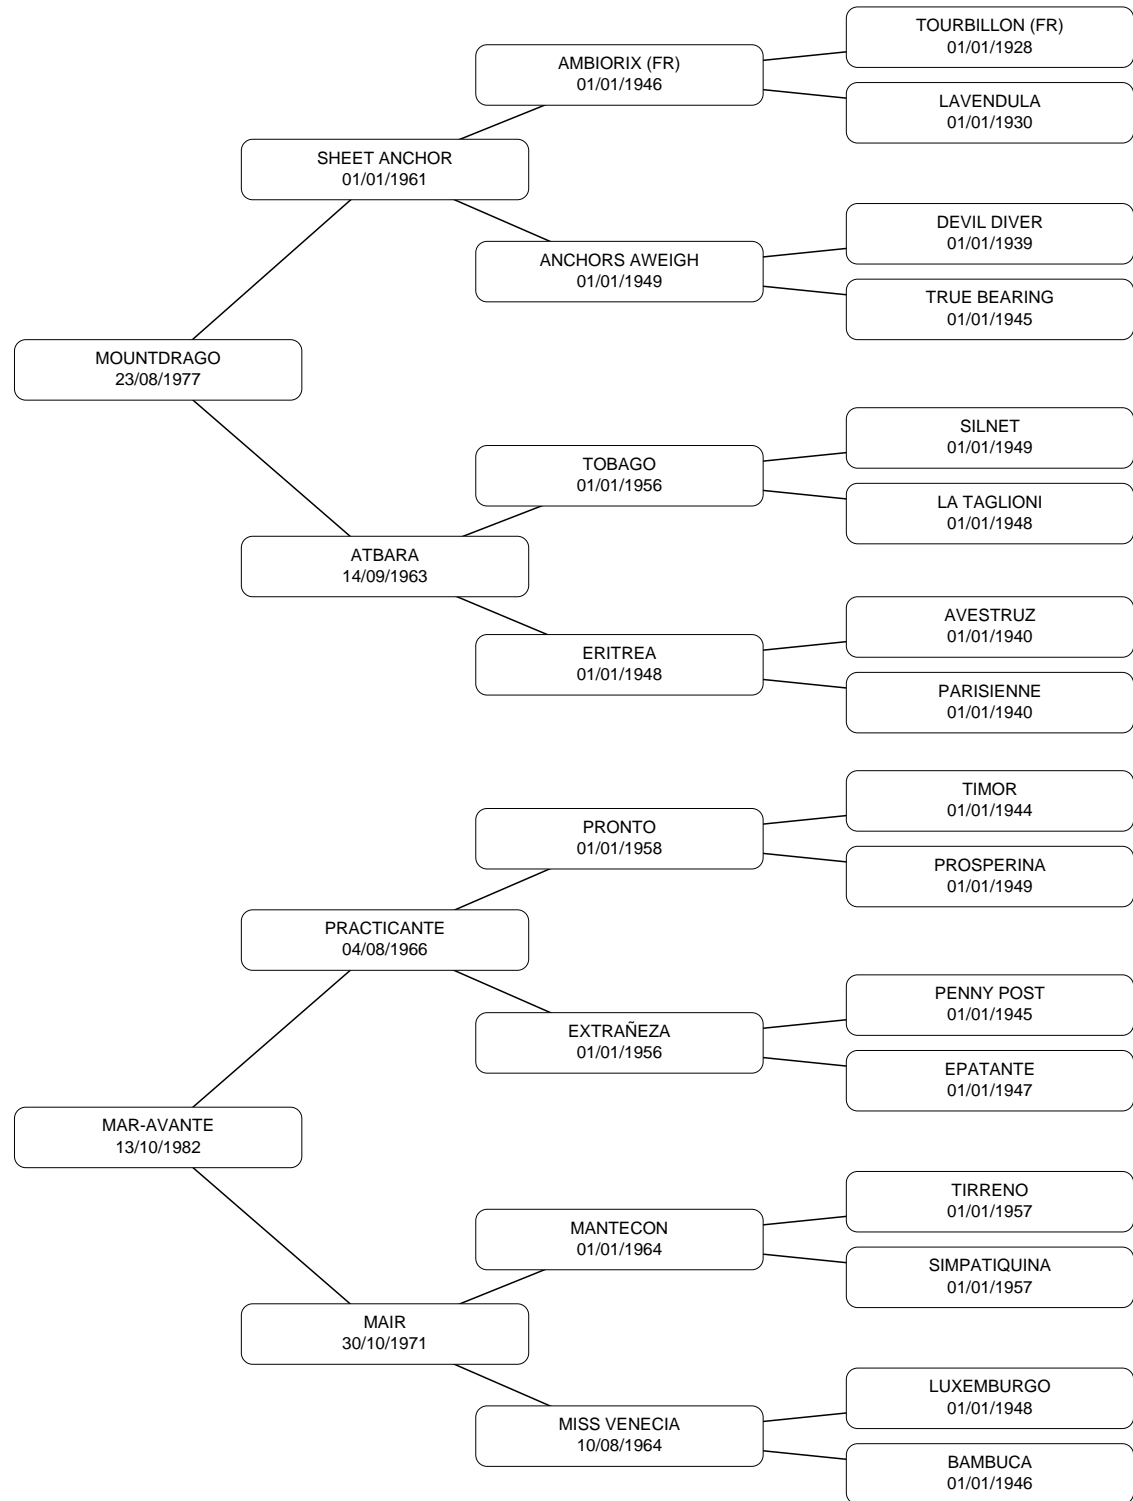 TOURBILLON (FR)
01/01/1928
AMBIORIX (FR)
01/01/1946
LAVENDULA
01/01/1930
SHEET ANCHOR
01/01/1961
DEVIL DIVER
01/01/1939
ANCHORS AWEIGH
01/01/1949
TRUE BEARING
01/01/1945
MOUNTDRAGO
23/08/1977
SILNET
01/01/1949
TOBAGO
01/01/1956
LA TAGLIONI
01/01/1948
ATBARA
14/09/1963
AVESTRUZ
01/01/1940
ERITREA
01/01/1948
PARISIENNE
01/01/1940
TIMOR
01/01/1944
PRONTO
01/01/1958
PROSPERINA
01/01/1949
PRACTICANTE
04/08/1966
PENNY POST
01/01/1945
EXTRAÑEZA
01/01/1956
EPATANTE
01/01/1947
MAR-AVANTE
13/10/1982
TIRRENO
01/01/1957
MANTECON
01/01/1964
SIMPATIQUINA
01/01/1957
MAIR
30/10/1971
LUXEMBURGO
01/01/1948
MISS VENECIA
10/08/1964
BAMBUCA
01/01/1946